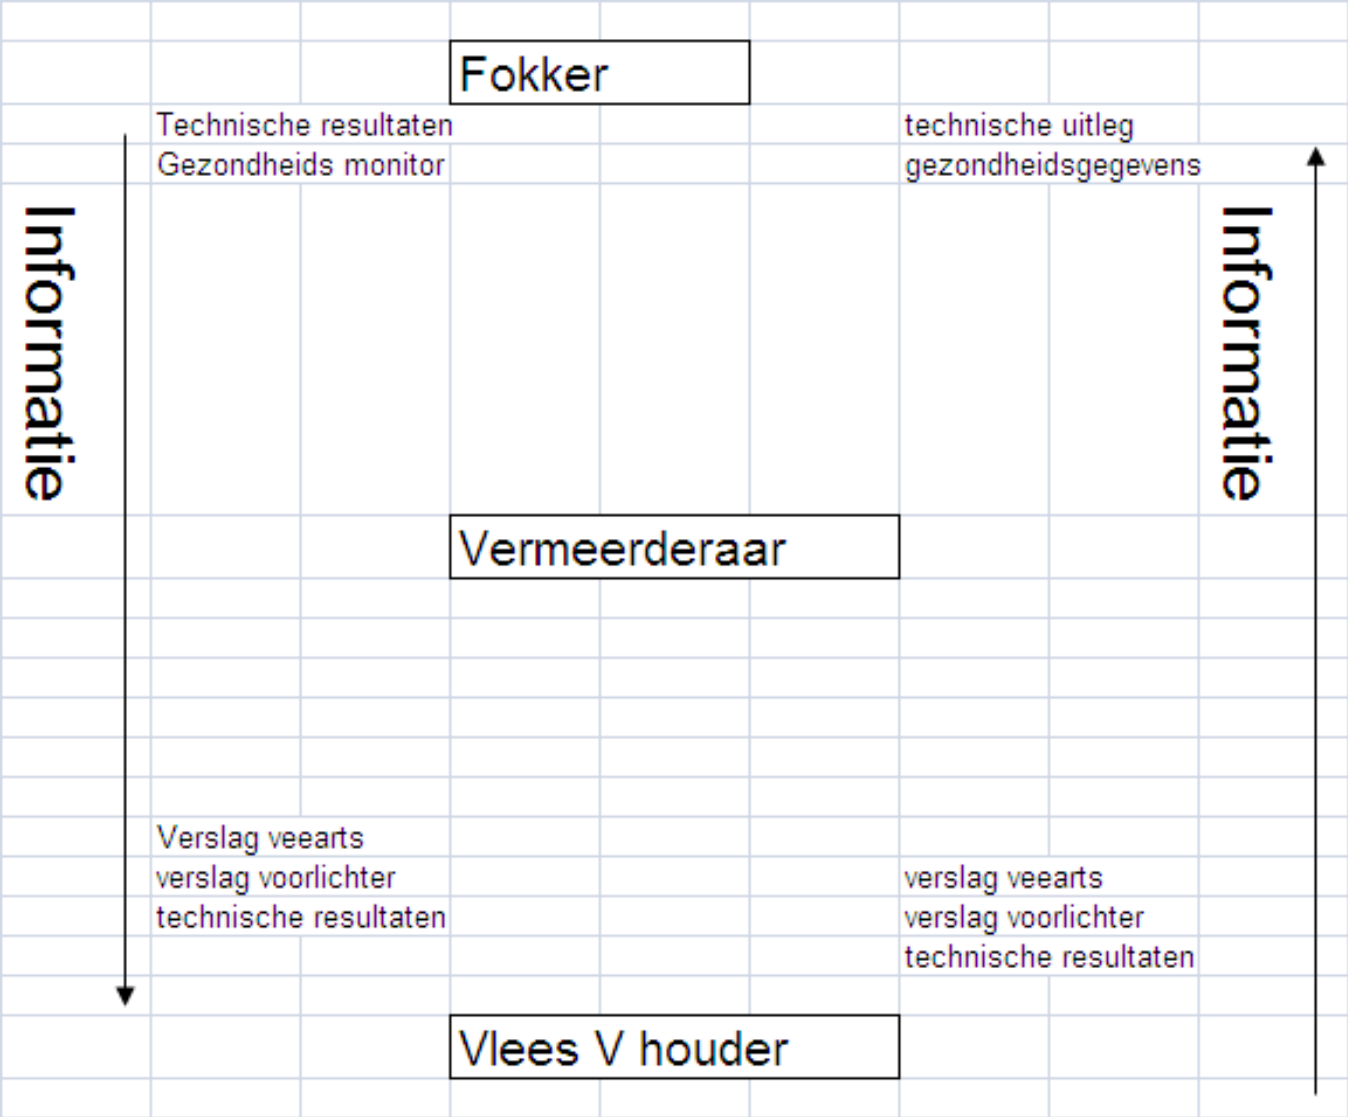 Fokker
Technische resultaten
technische uitleg
Gezondheids monitor
gezondheidsgegevens
Informatie
Informatie
Vermeerderaar
Verslag veearts
verslag voorlichter
verslag veearts
technische resultaten
verslag voorlichter
technische resultaten
Vlees V houder